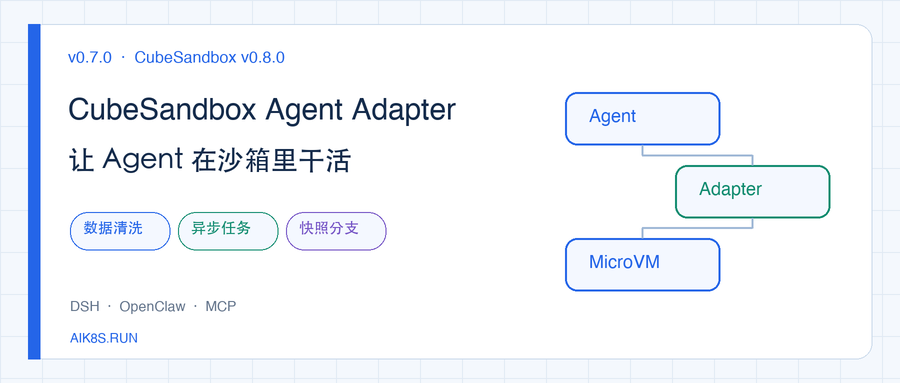 v0.7.0 · CubeSandbox v0.8.0
CubeSandbox Agent Adapter
让 Agent 在沙箱里干活
数据清洗
异步任务
快照分支
DSH · OpenClaw · MCP
AIK8S.RUN
Agent
Adapter
MicroVM